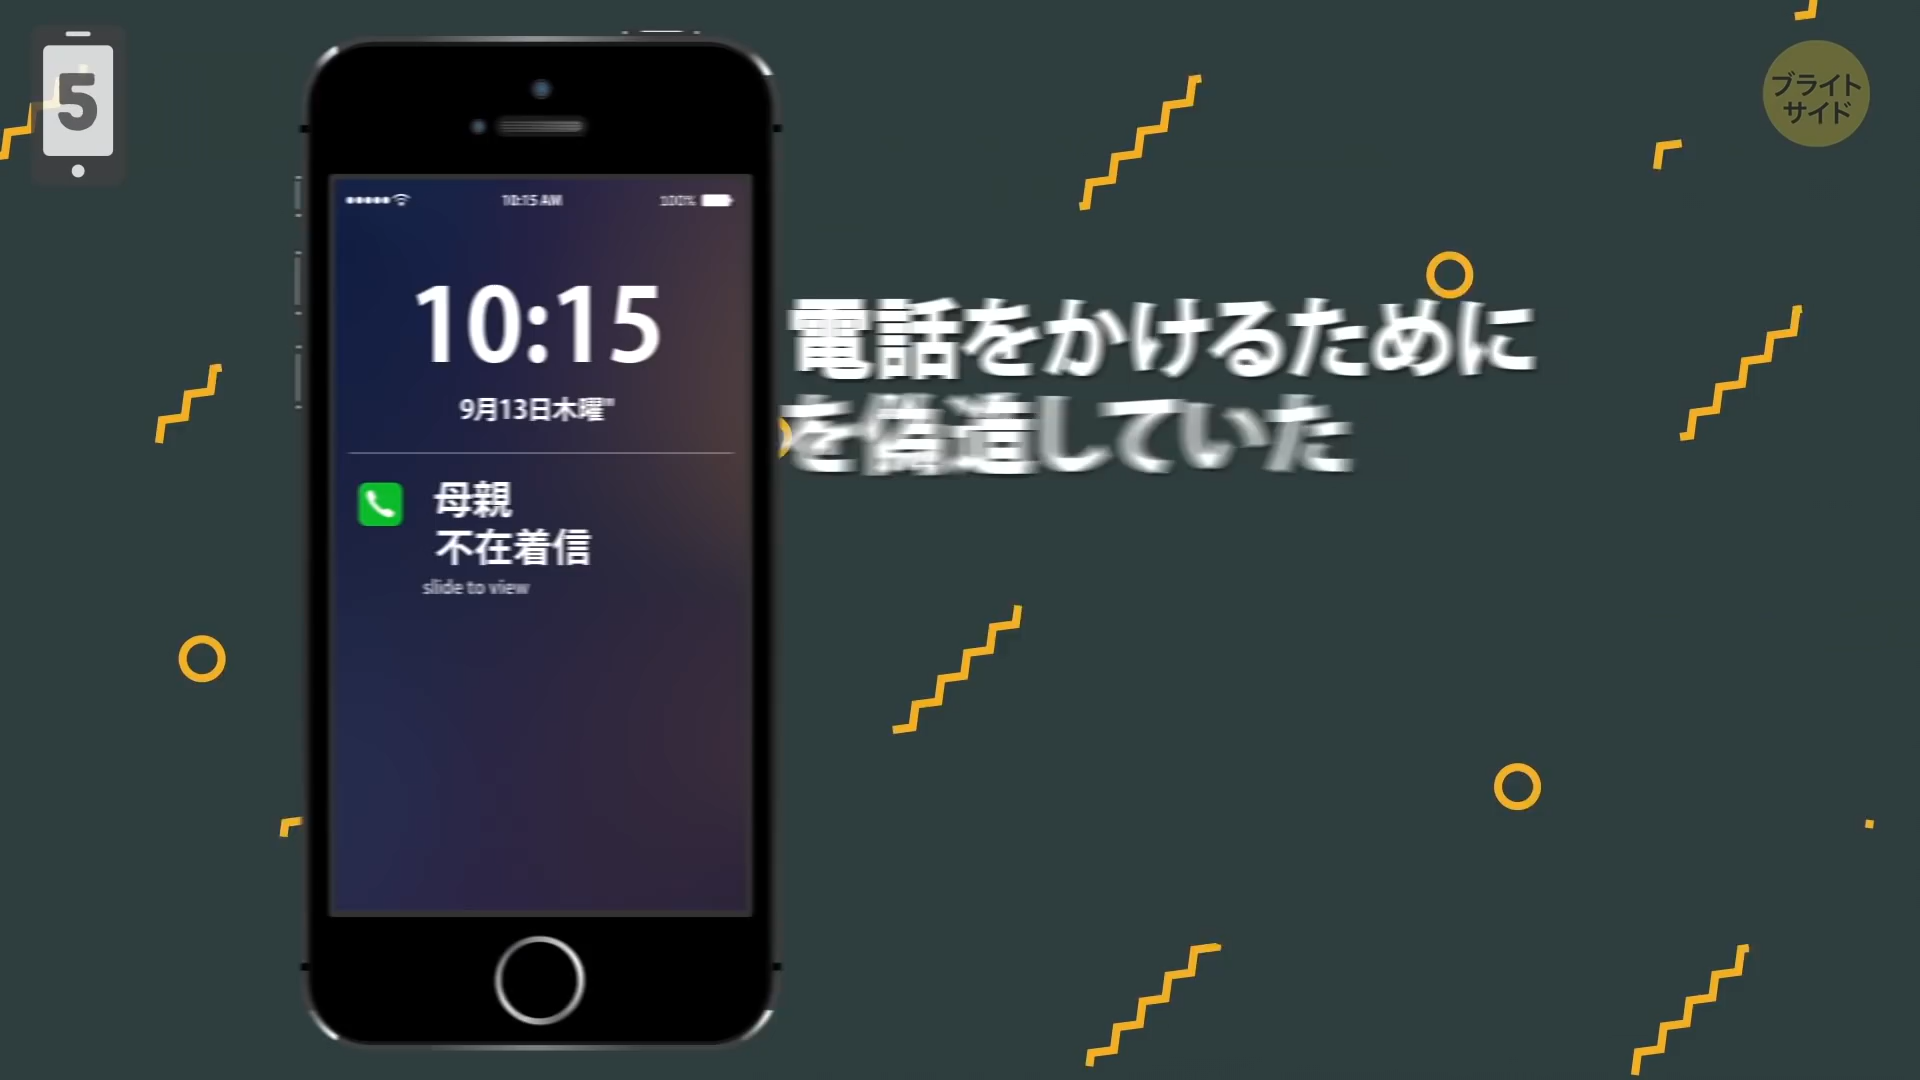 5
ブライト
サイド
10:15 AM
100%
10:15
9月13日木曜"
電話をかけるために
を偽造していた
母親
不在着信
slide to view